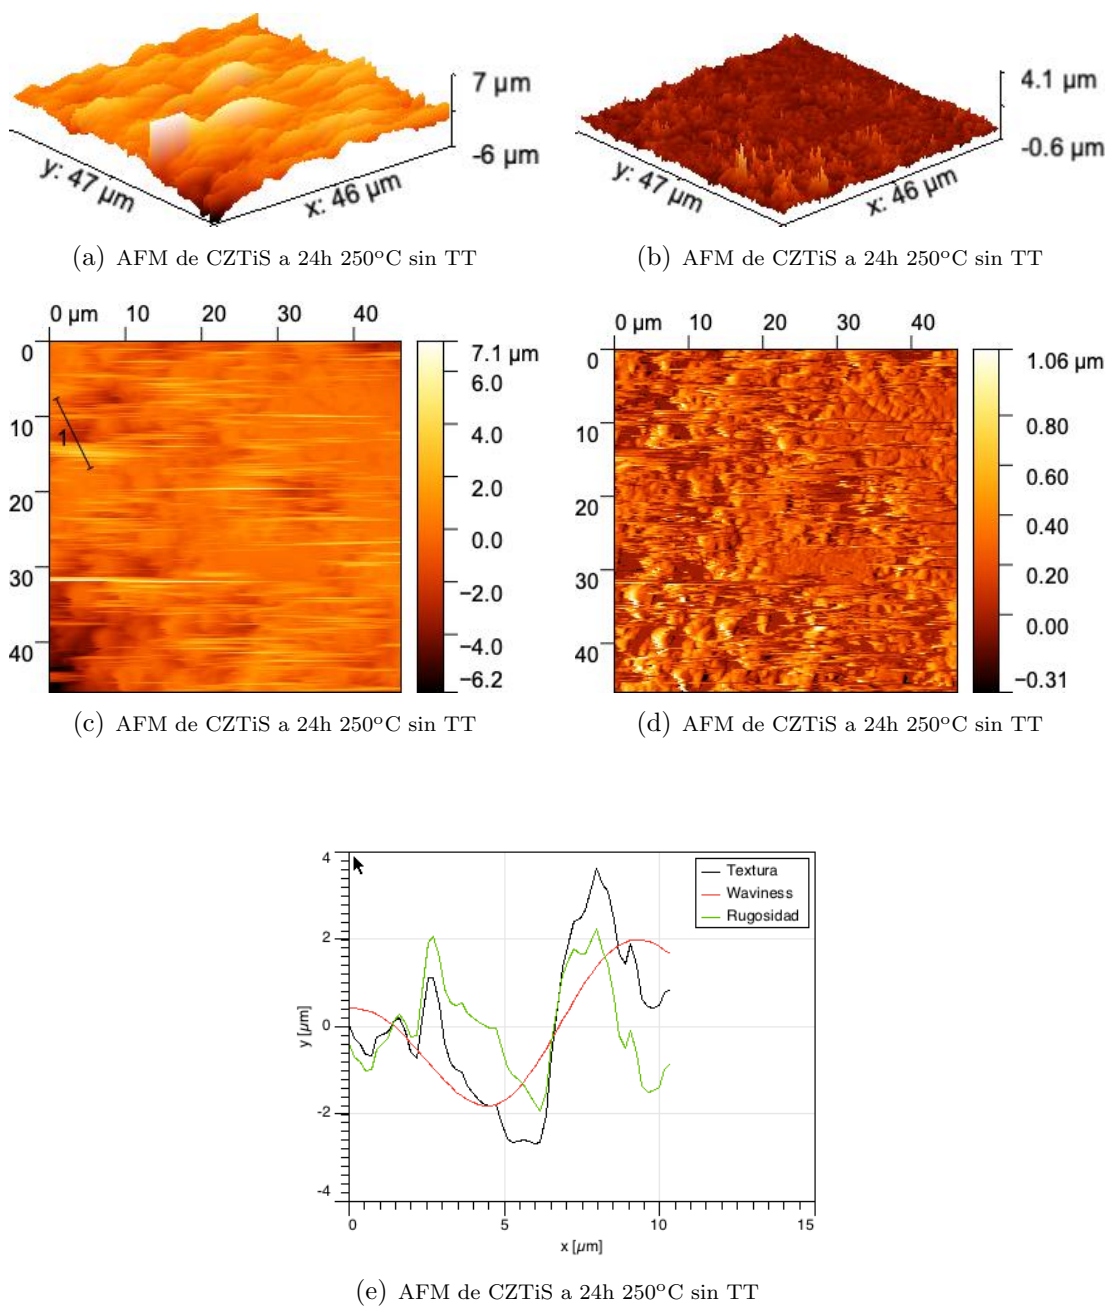 7 µm
-6 µm
y: 47 µm
x: 46 µm
4.1 µm
-0.6 µm
y: 47 µm
x: 46 µm
(a) AFM de CZTiS a 24h 250ºC sin TT
(b) AFM de CZTiS a 24h 250ºC sin TT
0 µm 10 20 30 40
0
10
20
30
40
1
7.1 µm
6.0
4.0
2.0
0.0
−2.0
−4.0
−6.2
0 µm 10 20 30 40
0
10
20
30
40
1.06 µm
0.80
0.60
0.40
0.20
0.00
−0.31
(c) AFM de CZTiS a 24h 250ºC sin TT
(d) AFM de CZTiS a 24h 250ºC sin TT
4
2
0
-2
-4
y [µm]
Textura
Waviness
Rugosidad
0 5 10 15
x [µm]
(e) AFM de CZTiS a 24h 250ºC sin TT